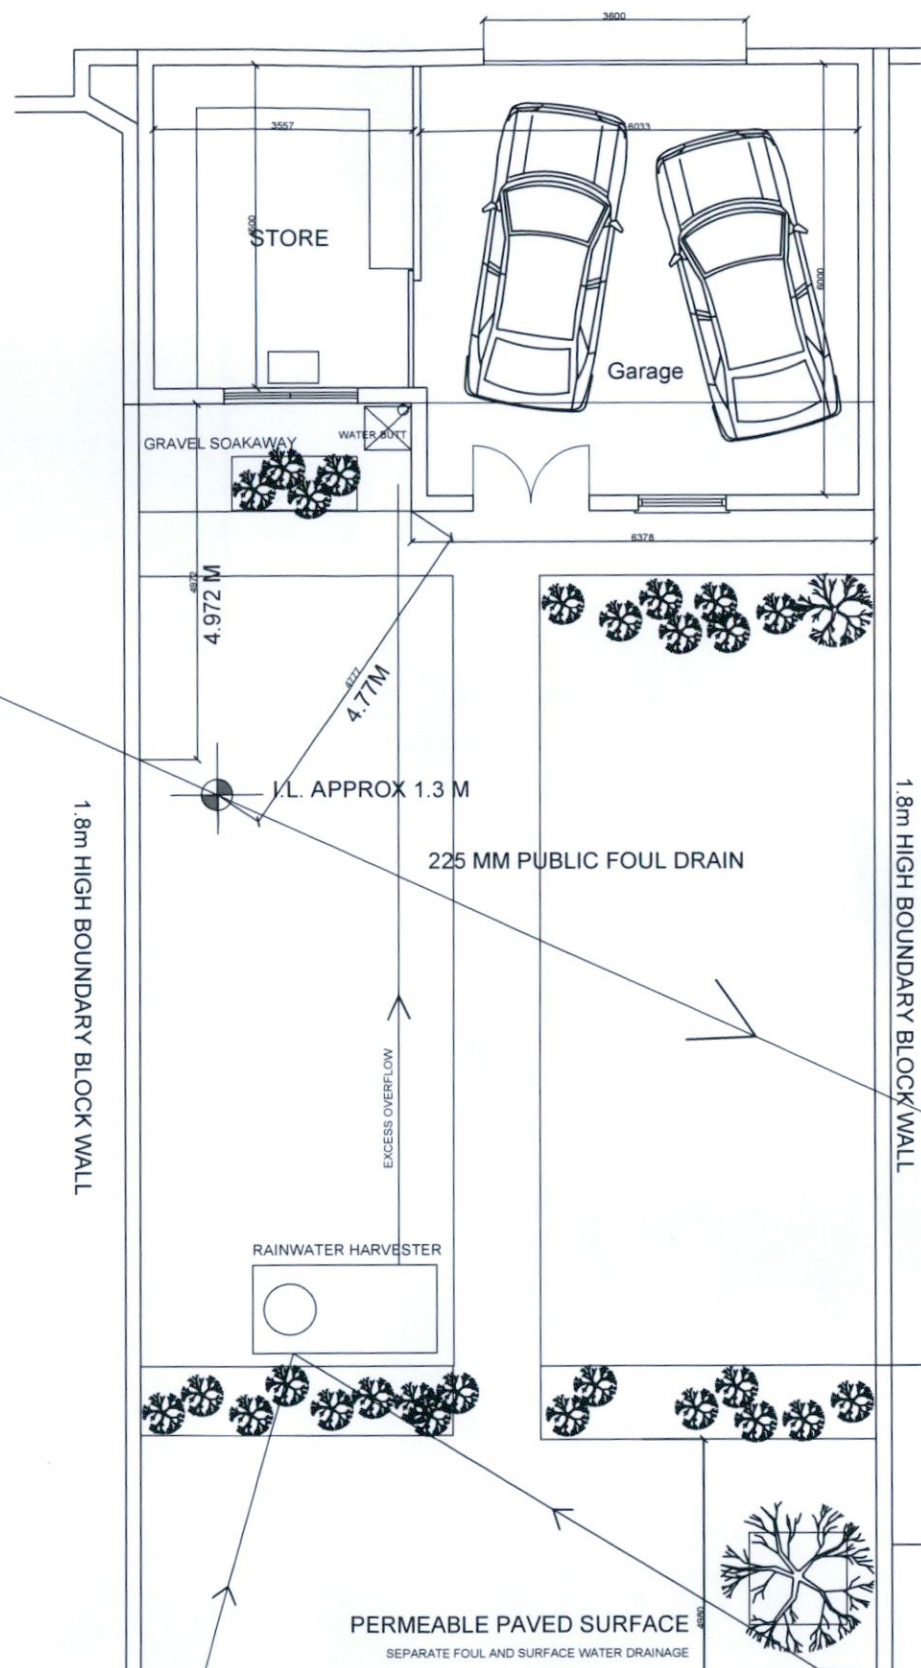 3600
3557
6033
4500
STORE
6000
Garage
GRAVEL SOAKAWAY
WATER BUTT
6378
4972
4.972 M
4777
4.77M
I.L. APPROX 1.3 M
1.8m HIGH BOUNDARY BLOCK WALL
1.8m HIGH BOUNDARY BLOCK WALL
225 MM PUBLIC FOUL DRAIN
EXCESS OVERFLOW
RAINWATER HARVESTER
PERMEABLE PAVED SURFACE
4980
SEPARATE FOUL AND SURFACE WATER DRAINAGE